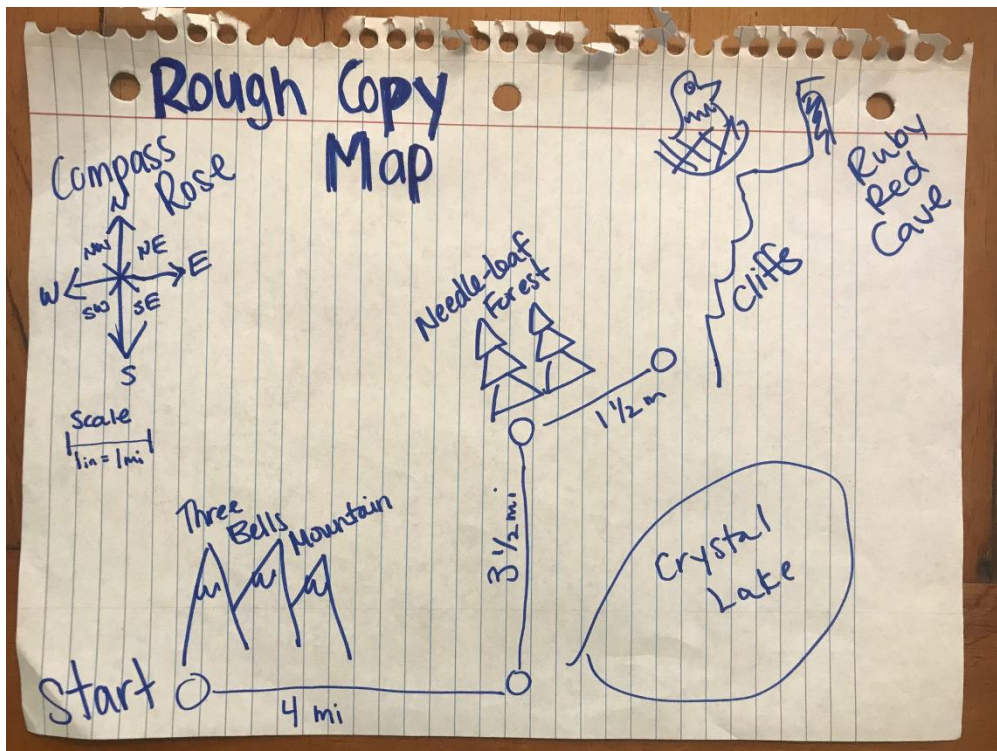 Rough Copy
Map
Compass
Rose
N
NW NE
W E
SW SE
S
Scale
1in = 1mi
Ruby
Red
Cave
Cliffs
Needle-Leaf
Forest
1 1/2 m
3 1/2 mi
Three
Bells
Mountain
Crystal
Lake
Start
4 mi